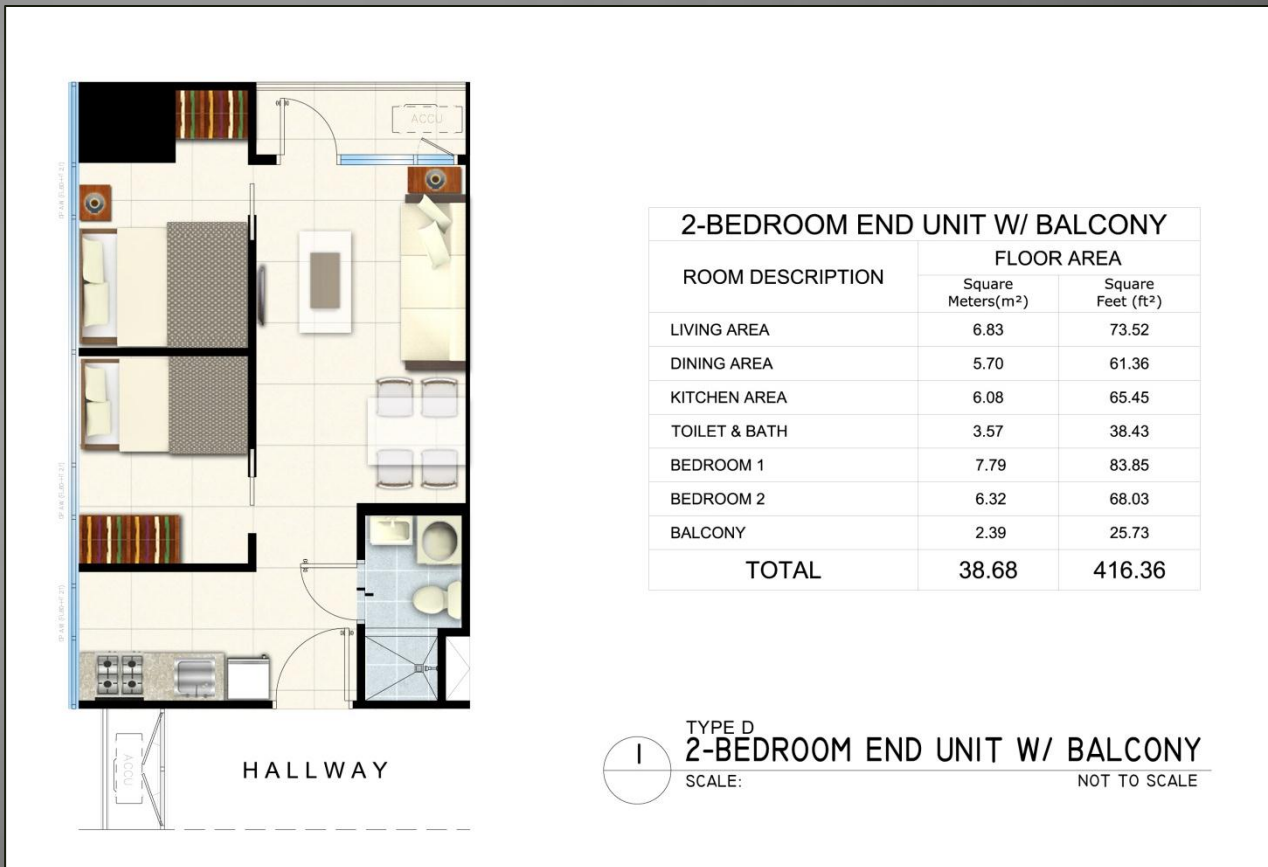 ACCU
2-BEDROOM END UNIT W/ BALCONY
ROOM DESCRIPTION
FLOOR AREA
Square Meters(m²)
Square Feet (ft²)
LIVING AREA 6.83 73.52
DINING AREA 5.70 61.36
KITCHEN AREA 6.08 65.45
TOILET & BATH 3.57 38.43
BEDROOM 1 7.79 83.85
BEDROOM 2 6.32 68.03
BALCONY 2.39 25.73
TOTAL 38.68 416.36
ACCU
HALLWAY
1
TYPE D
2-BEDROOM END UNIT W/ BALCONY
SCALE: NOT TO SCALE